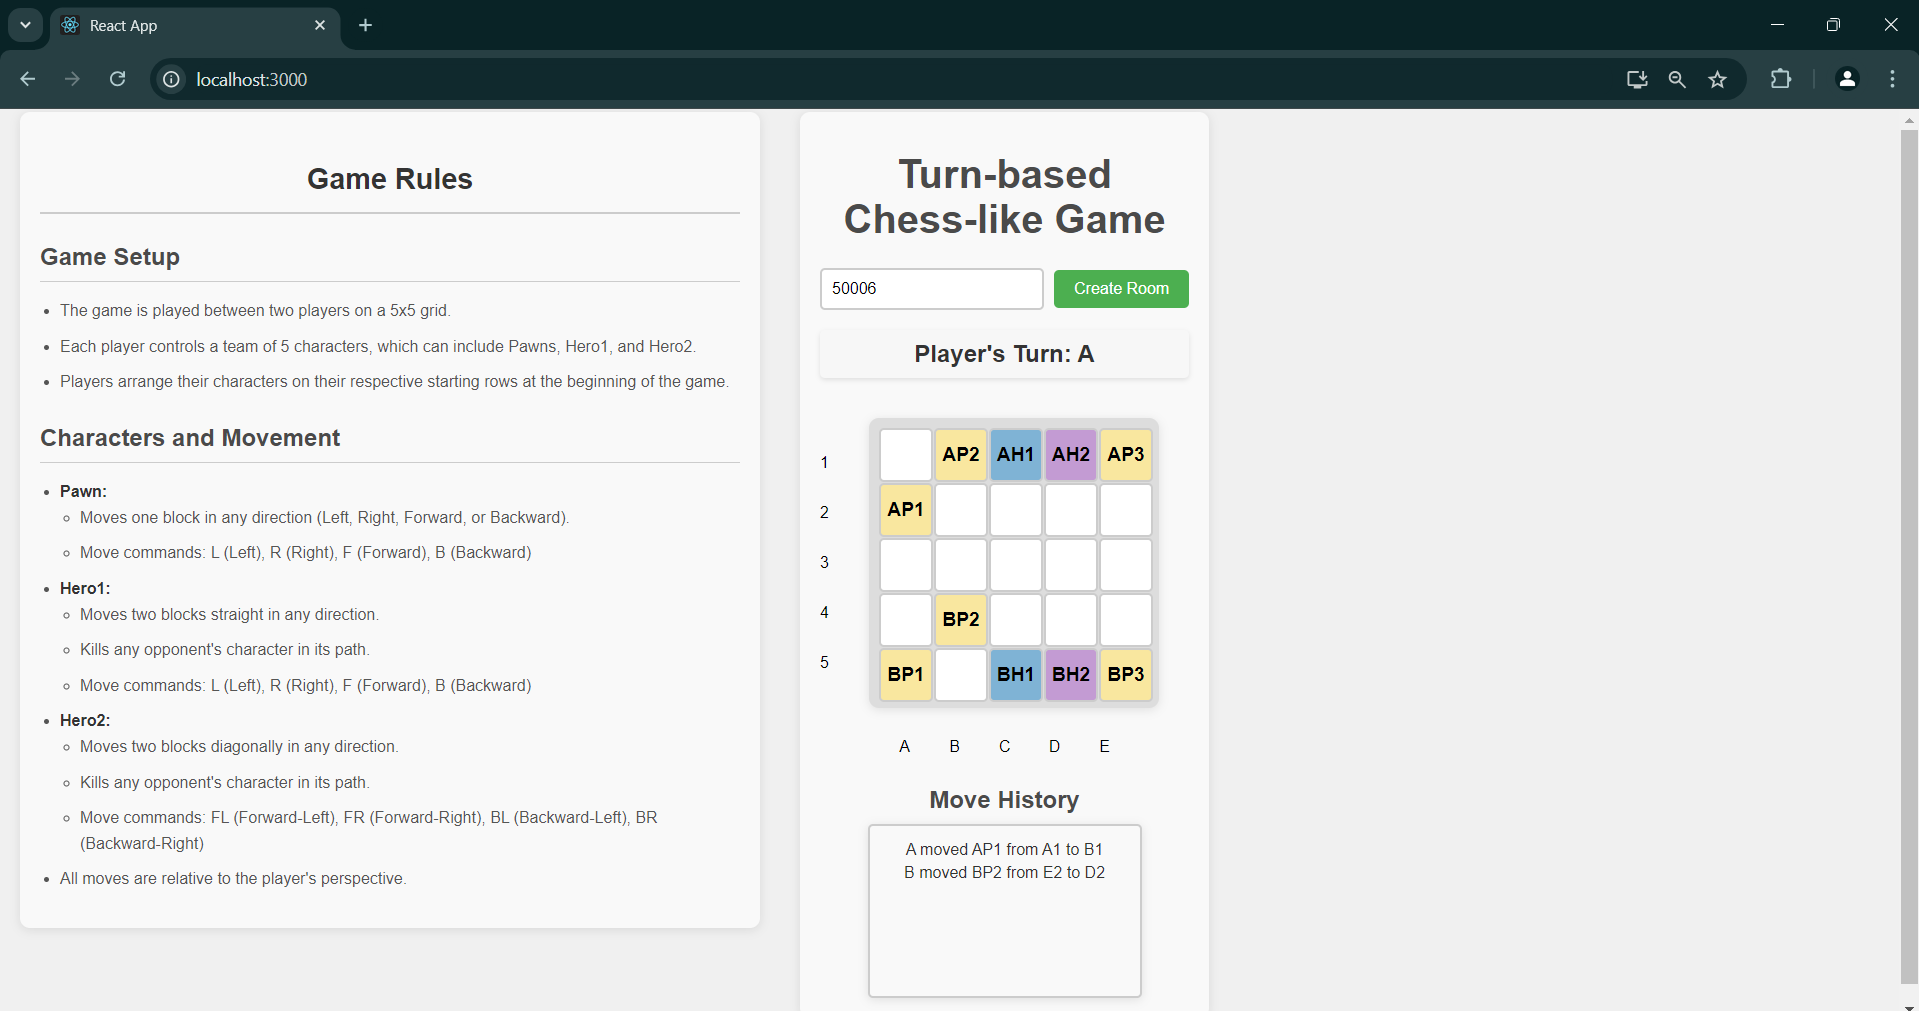 React App
localhost:3000
Game Rules
Game Setup
The game is played between two players on a 5x5 grid.
Each player controls a team of 5 characters, which can include Pawns, Hero1, and Hero2.
Players arrange their characters on their respective starting rows at the beginning of the game.
Characters and Movement
Pawn:
Moves one block in any direction (Left, Right, Forward, or Backward).
Move commands: L (Left), R (Right), F (Forward), B (Backward)
Hero1:
Moves two blocks straight in any direction.
Kills any opponent's character in its path.
Move commands: L (Left), R (Right), F (Forward), B (Backward)
Hero2:
Moves two blocks diagonally in any direction.
Kills any opponent's character in its path.
Move commands: FL (Forward-Left), FR (Forward-Right), BL (Backward-Left), BR
(Backward-Right)
All moves are relative to the player's perspective.
Turn-based
Chess-like Game
50006 Create Room
Player's Turn: A
1 AP2 AH1 AH2 AP3
2 AP1
3
4 BP2
5 BP1 BH1 BH2 BP3
A B C D E
Move History
A moved AP1 from A1 to B1
B moved BP2 from E2 to D2